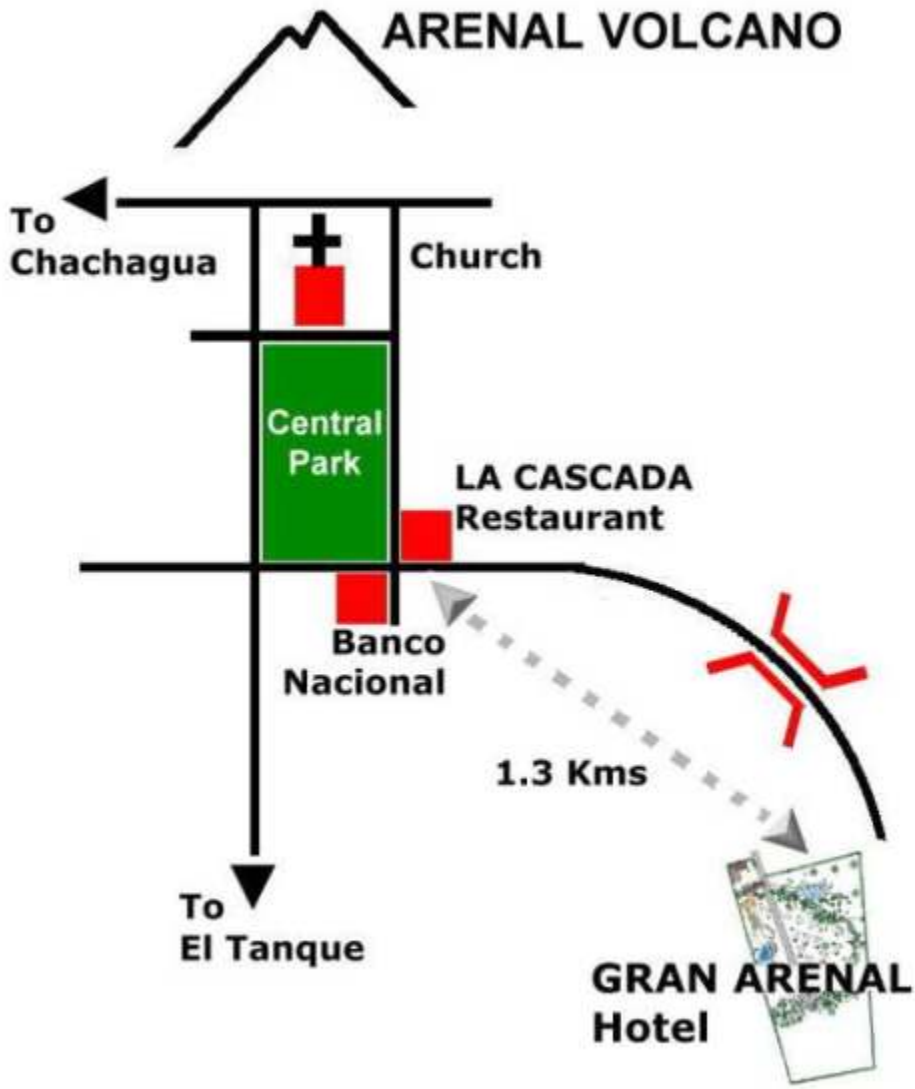 ARENAL VOLCANO
To
Chachagua
Church
Central
Park
LA CASCADA
Restaurant
Banco
Nacional
1.3 Kms
To
El Tanque
GRAN ARENAL
Hotel